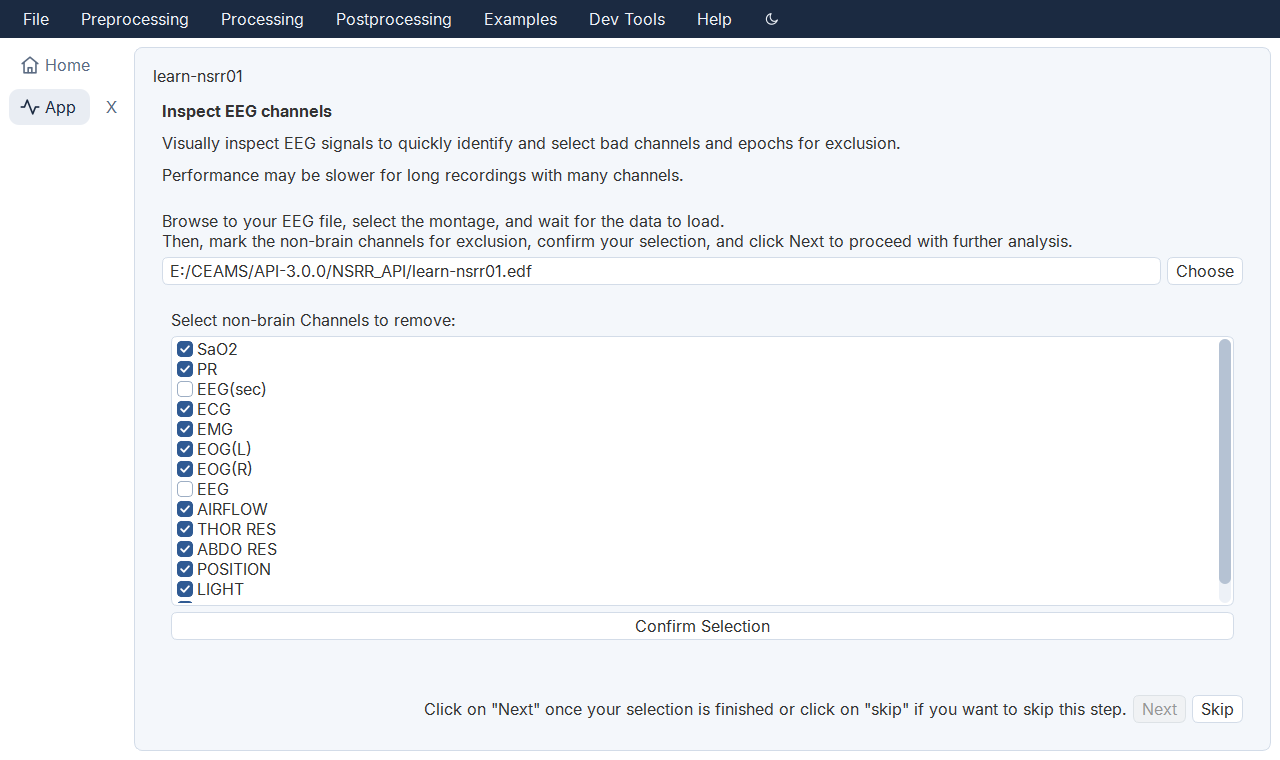 File Preprocessing Processing Postprocessing Examples Dev Tools Help
Home
App X
learn-nsrr01
Inspect EEG channels
Visually inspect EEG signals to quickly identify and select bad channels and epochs for exclusion.
Performance may be slower for long recordings with many channels.
Browse to your EEG file, select the montage, and wait for the data to load.
Then, mark the non-brain channels for exclusion, confirm your selection, and click Next to proceed with further analysis.
E:/CEAMS/API-3.0.0/NSRR_API/learn-nsrr01.edf Choose
Select non-brain Channels to remove:
SaO2
PR
EEG(sec)
ECG
EMG
EOG(L)
EOG(R)
EEG
AIRFLOW
THOR RES
ABDO RES
POSITION
LIGHT
Confirm Selection
Click on "Next" once your selection is finished or click on "skip" if you want to skip this step. Next Skip